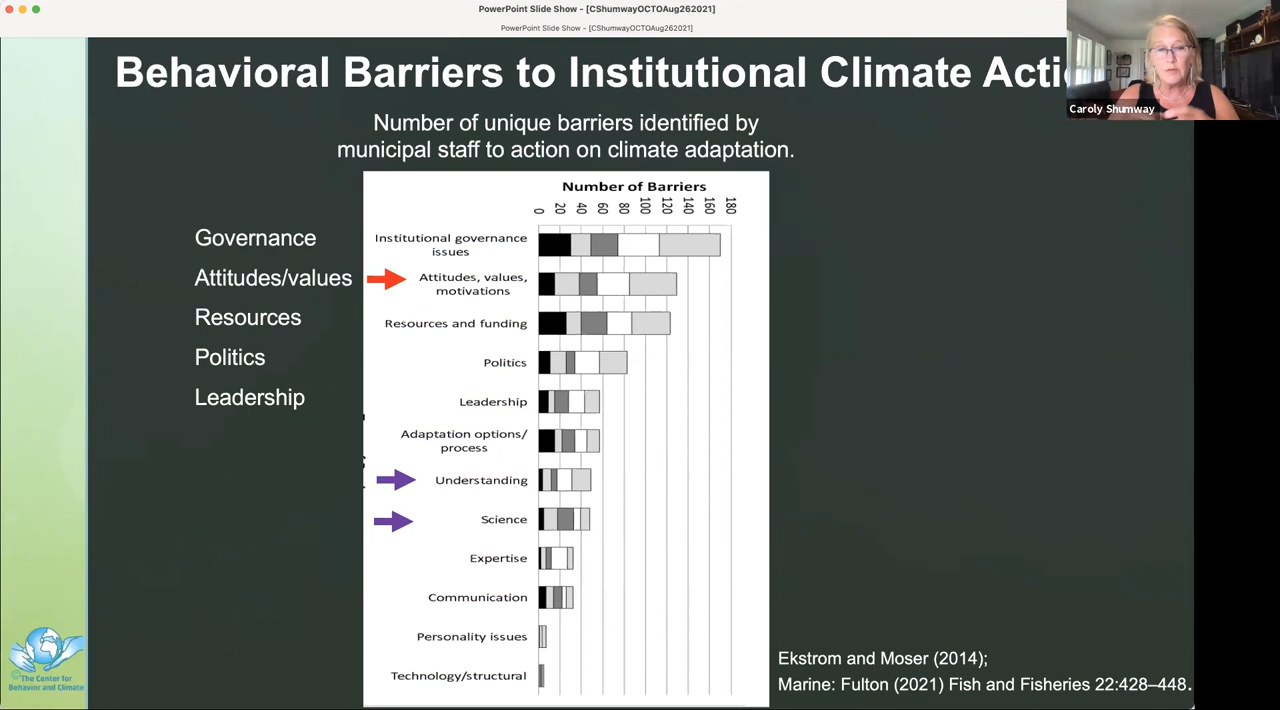 PowerPoint Slide Show - [CShumwayOCTOAug262021]
PowerPoint Slide Show - [CShumwayOCTOAug262021]
Behavioral Barriers to Institutional Climate Acti
Caroly Shumway
Number of unique barriers identified by
municipal staff to action on climate adaptation.
Governance
Attitudes/values
Resources
Politics
Leadership
Number of Barriers
0 20 40 60 80 100 120 140 160 180
Institutional governance
issues
Attitudes, values,
motivations
Resources and funding
Politics
Leadership
Adaptation options/
process
Understanding
Science
Expertise
Communication
Personality issues
Technology/structural
©The Center for
Behavior and Climate
Ekstrom and Moser (2014);
Marine: Fulton (2021) Fish and Fisheries 22:428–448.